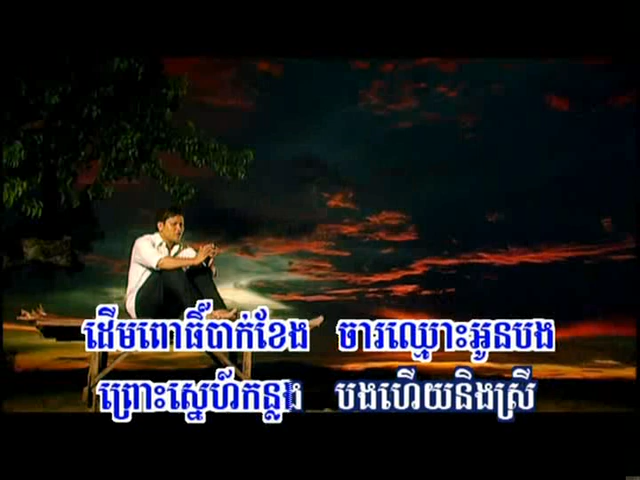 ដើមពោធិ៍បាក់ខែង ចារឈ្មោះអូនបង
ព្រោះស្នេហ៍កន្លង បងហើយនិងស្រី